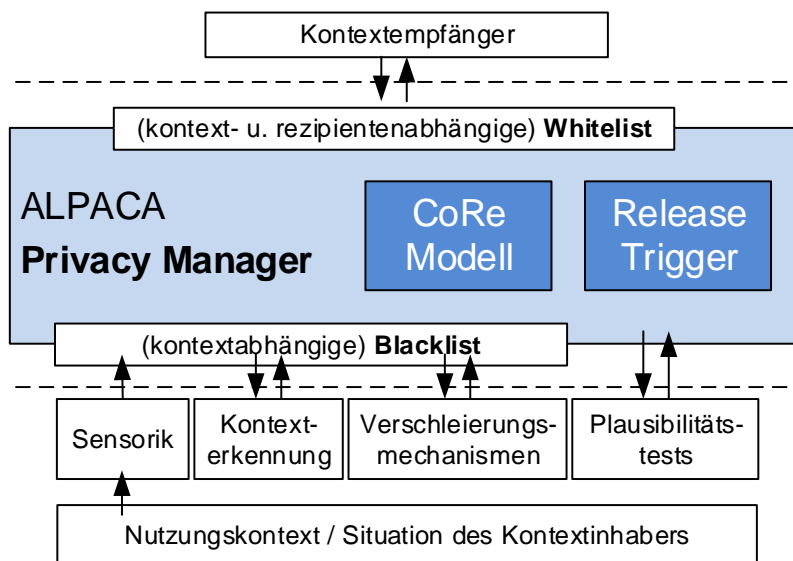 Kontextempfänger
(kontext- u. rezipientenabhängige) Whitelist
ALPACA
Privacy Manager
CoRe
Modell
Release
Trigger
(kontextabhängige) Blacklist
Sensorik
Kontext-
erkennung
Verschleierungs-
mechanismen
Plausibilitäts-
tests
Nutzungskontext / Situation des Kontextinhabers